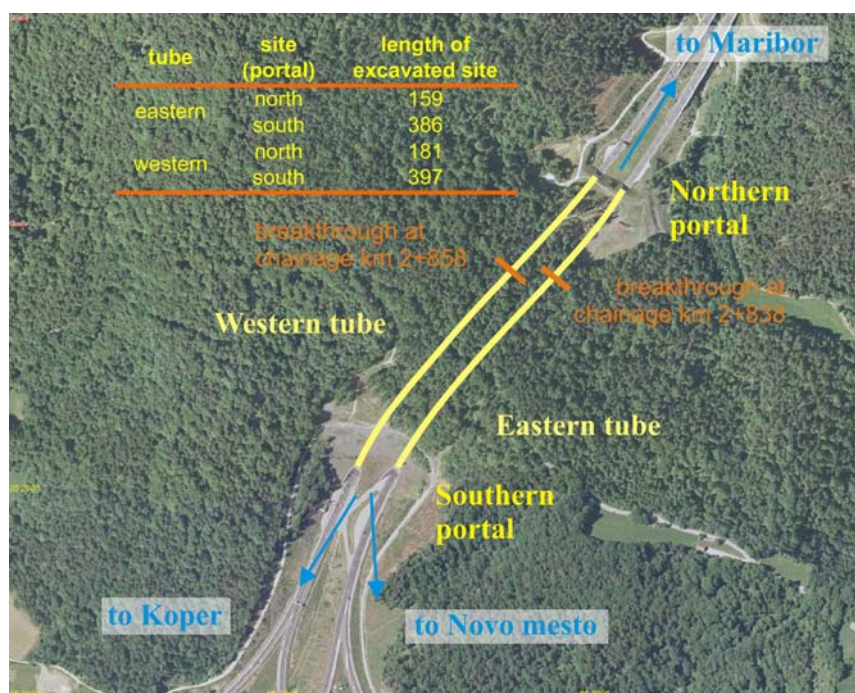 tube site (portal) length of excavated site
eastern north 159
south 386
western north 181
south 397
to Maribor
Northern
portal
breakthrough at
chainage km 2+858
breakthrough at
chainage km 2+838
Western tube
Eastern tube
Southern
portal
to Koper
to Novo mesto